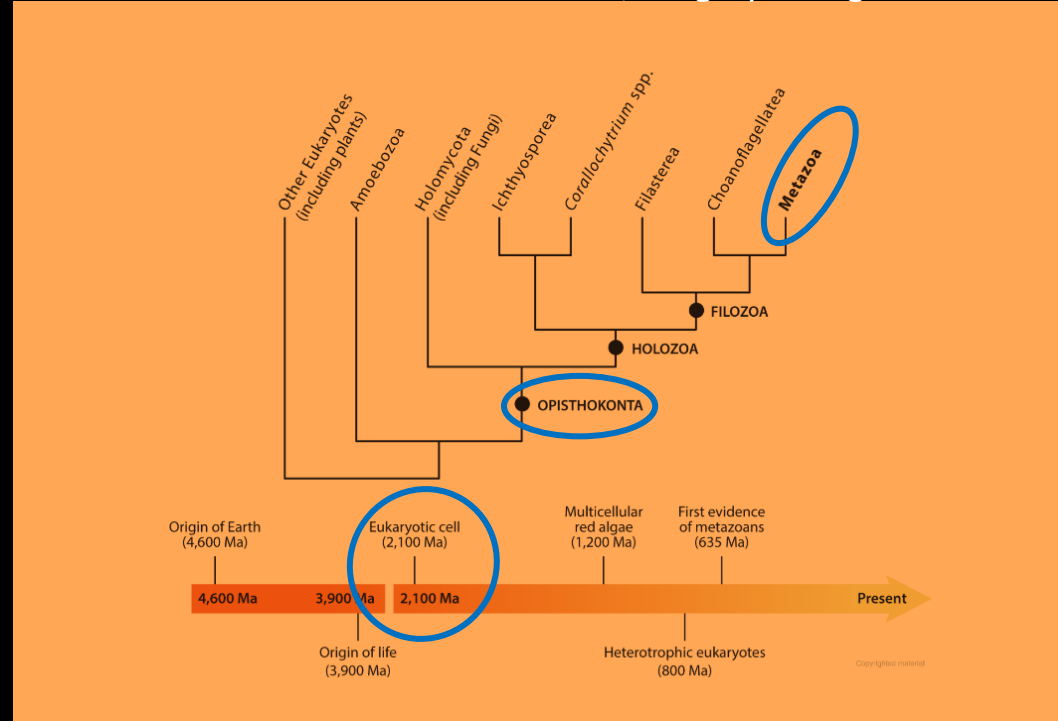 Other Eukaryotes
(including plants)
Amoebozoa
Holomycota
(including Fungi)
Ichthyosporea
Corallochytrium spp.
Filasterea
Choanoflagellatea
Metazoa
FILOZOA
HOLOZOA
OPISTHOKONTA
Origin of Earth
(4,600 Ma)
Eukaryotic cell
(2,100 Ma)
Multicellular
red algae
(1,200 Ma)
First evidence
of metazoans
(635 Ma)
4,600 Ma
3,900 Ma
2,100 Ma
Present
Origin of life
(3,900 Ma)
Heterotrophic eukaryotes
(800 Ma)
Copyrighted material